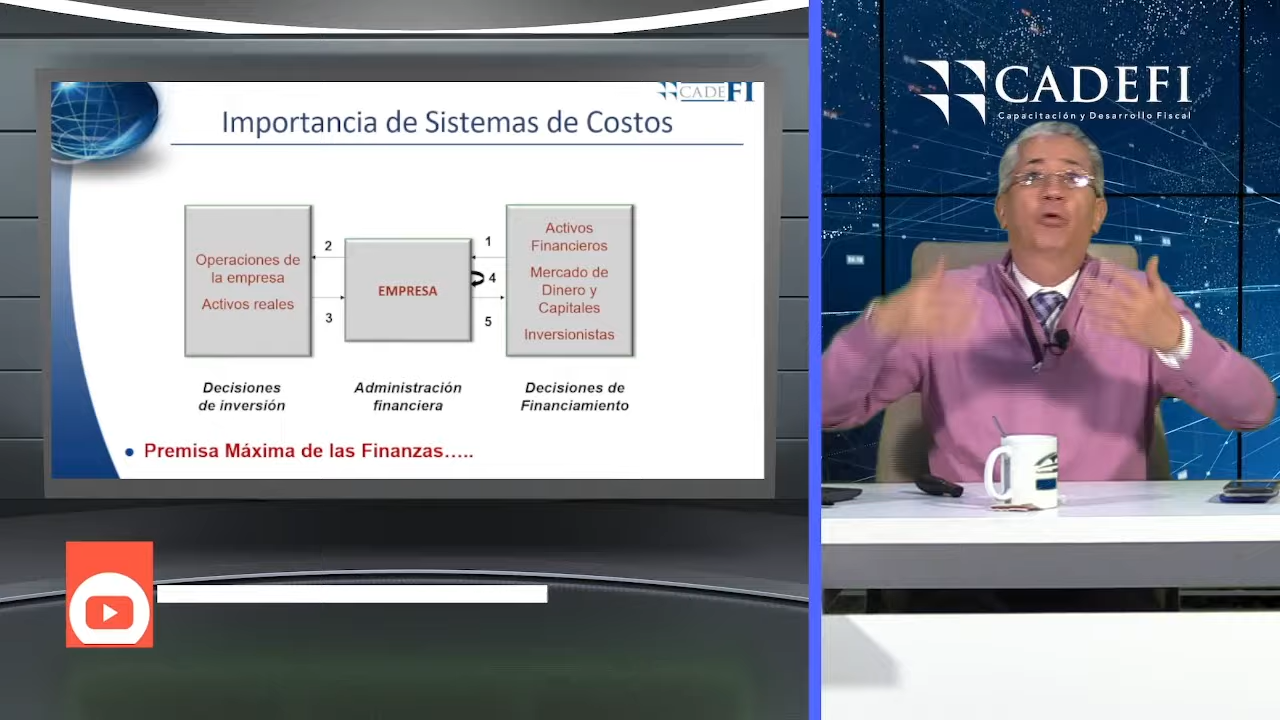 CADEFI
Importancia de Sistemas de Costos
Operaciones de
la empresa
Activos reales
2
3
EMPRESA
1
4
5
Activos
Financieros
Mercado de
Dinero y
Capitales
Inversionistas
Decisiones
de inversión
Administración
financiera
Decisiones de
Financiamiento
• Premisa Máxima de las Finanzas.....
CADEFI
Capacitación y Desarrollo Fiscal